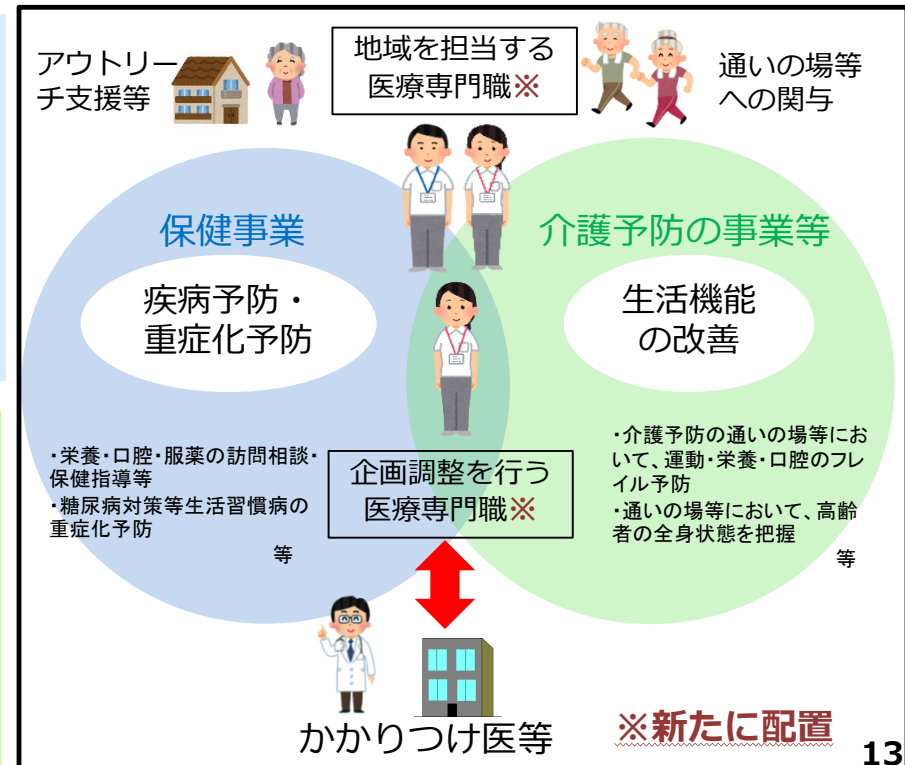 アウトリー
チ支援等
地域を担当する
医療専門職※
通いの場等
への関与
保健事業
介護予防の事業等
疾病予防・
重症化予防
生活機能
の改善
・栄養・口腔・服薬の訪問相談・
保健指導等
・糖尿病対策等生活習慣病の
重症化予防
等
企画調整を行う
医療専門職※
・介護予防の通いの場等にお
いて、運動・栄養・口腔のフレ
イル予防
・通いの場等において、高齢
者の全身状態を把握
等
かかりつけ医等
※新たに配置
13